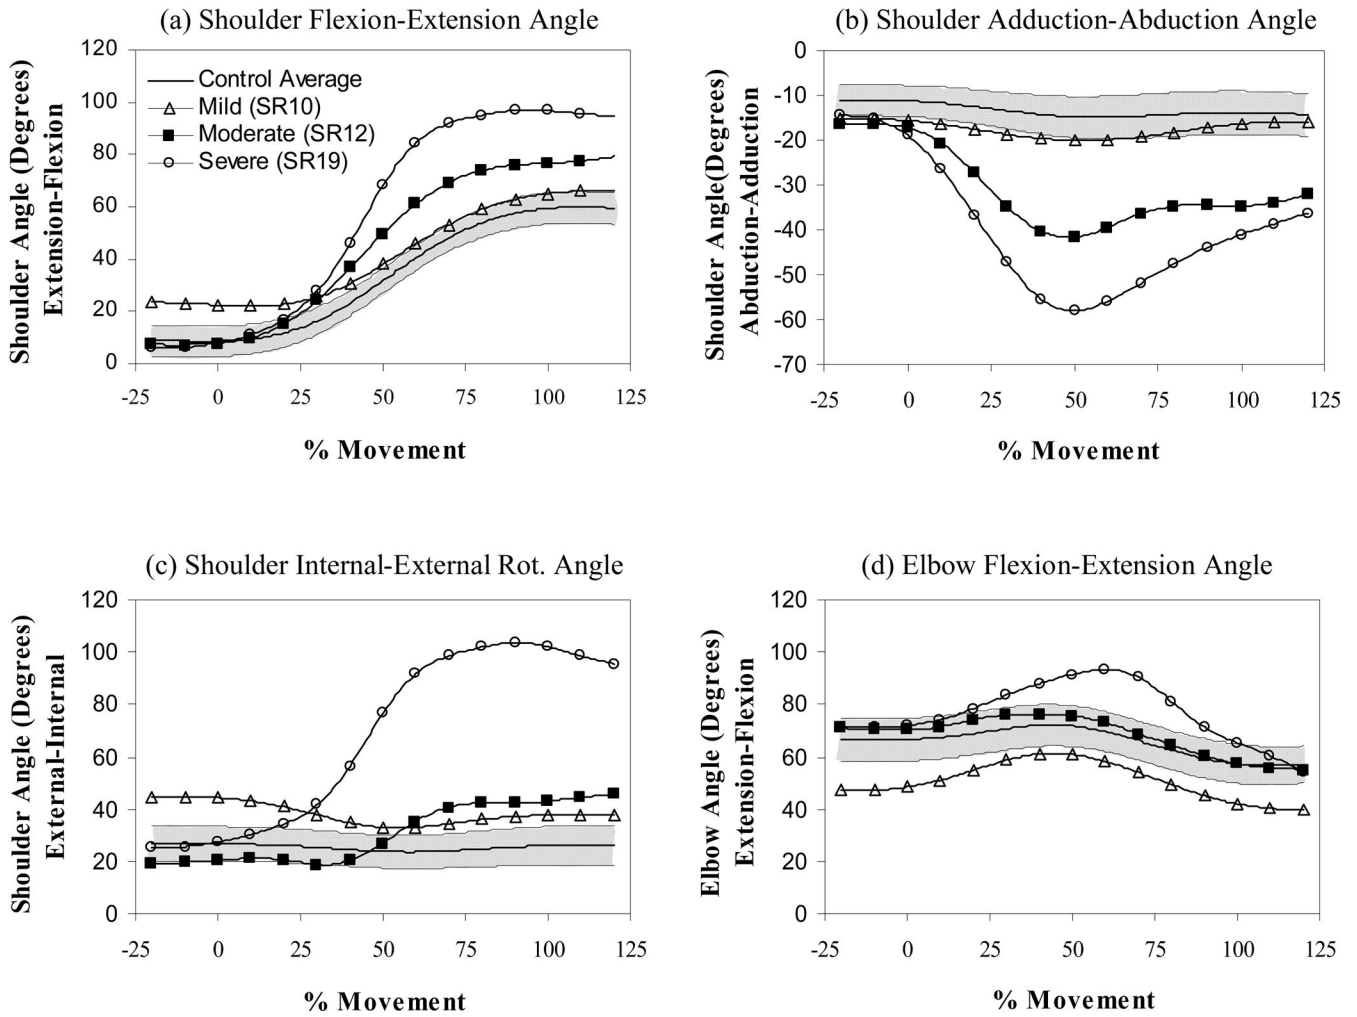 (a) Shoulder Flexion-Extension Angle
Shoulder Angle (Degrees)
Extension-Flexion
120
100
80
60
40
20
0
Control Average
Mild (SR10)
Moderate (SR12)
Severe (SR19)
-25 0 25 50 75 100 125
% Movement
(b) Shoulder Adduction-Abduction Angle
Shoulder Angle(Degrees)
Abduction-Adduction
0
-10
-20
-30
-40
-50
-60
-70
-25 0 25 50 75 100 125
% Movement
(c) Shoulder Internal-External Rot. Angle
Shoulder Angle (Degrees)
External-Internal
120
100
80
60
40
20
0
-25 0 25 50 75 100 125
% Movement
(d) Elbow Flexion-Extension Angle
Elbow Angle (Degrees)
Extension-Flexion
120
100
80
60
40
20
0
-25 0 25 50 75 100 125
% Movement